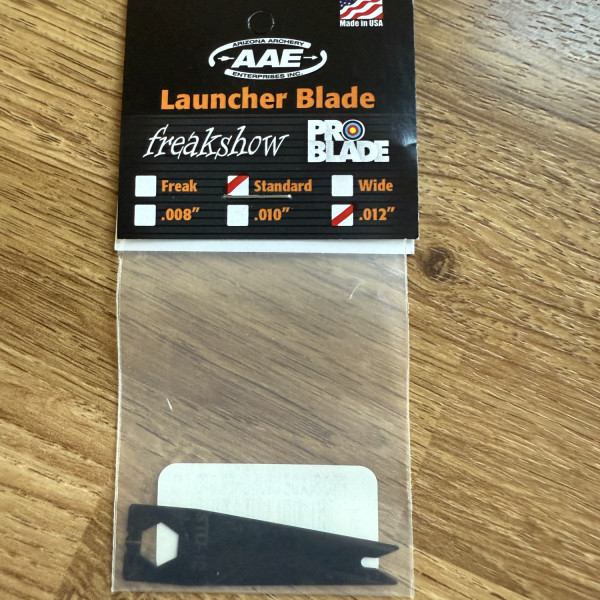 Made in USA
ARIZONA ARCHERY
AAE
ENTERPRISES INC.
Launcher Blade
freakshow
PRO
BLADE
Freak Standard Wide
.008" .010" .012"